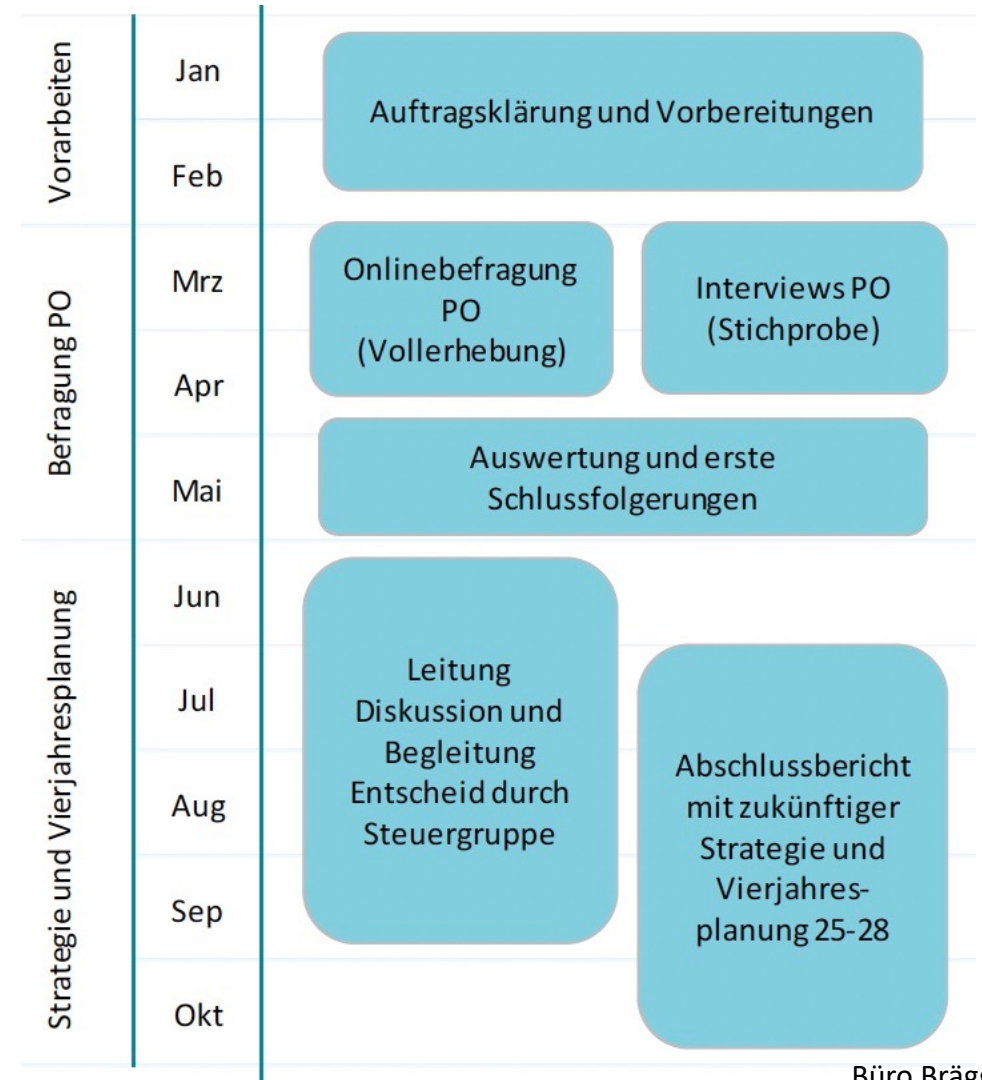 Vorarbeiten
Jan
Feb
Auftragsklärung und Vorbereitungen
Befragung PO
Mrz
Apr
Mai
Onlinebefragung
PO
(Vollerhebung)
Interviews PO
(Stichprobe)
Auswertung und erste
Schlussfolgerungen
Strategie und Vierjahresplanung
Jun
Jul
Aug
Sep
Okt
Leitung
Diskussion und
Begleitung
Entscheid durch
Steuergruppe
Abschlussbericht
mit zukünftiger
Strategie und
Vierjahres-
planung 25-28
Büro